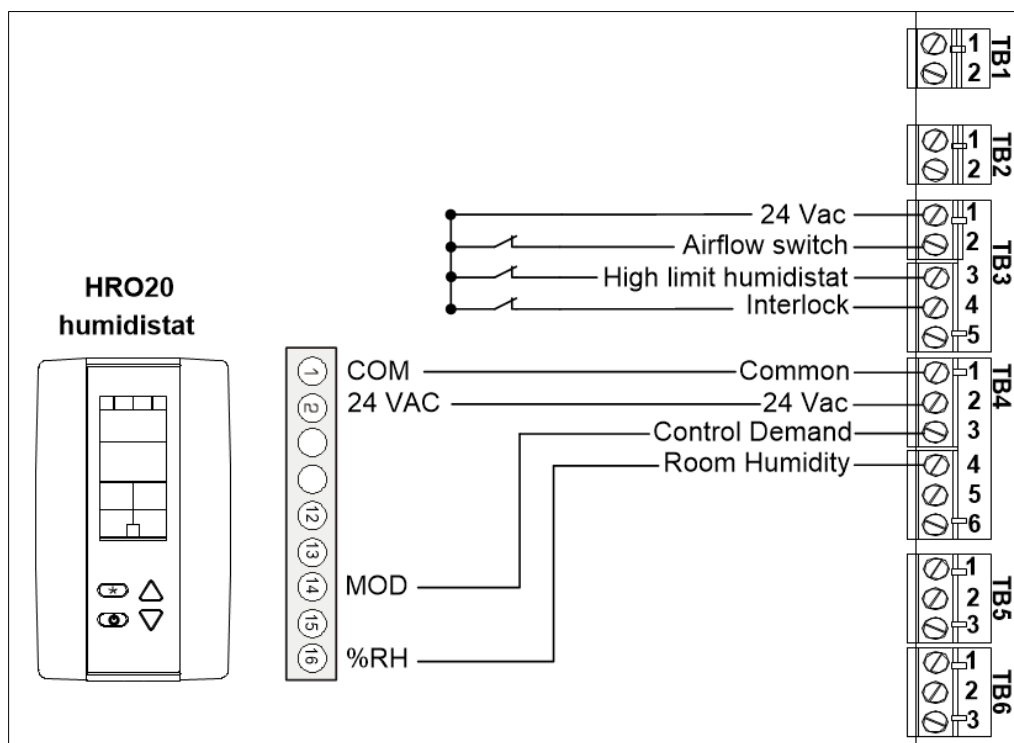 HRO20
humidistat
1 COM
2 24 VAC
12
13
14 MOD
15
16 %RH
TB1
1
2
TB2
1
2
TB3
24 Vac 1
Airflow switch 2
High limit humidistat 3
Interlock 4
5
TB4
Common 1
24 Vac 2
Control Demand 3
Room Humidity 4
5
6
TB5
1
2
3
TB6
1
2
3